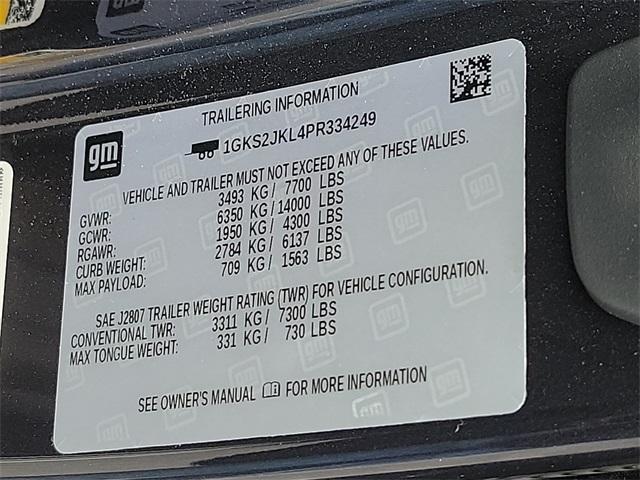 TRAILERING INFORMATION
gm
1GKS2JKL4PR334249
VEHICLE AND TRAILER MUST NOT EXCEED ANY OF THESE VALUES.
GVWR: 3493 KG / 7700 LBS
GCWR: 6350 KG / 14000 LBS
RGAWR: 1950 KG / 4300 LBS
CURB WEIGHT: 2784 KG / 6137 LBS
MAX PAYLOAD: 709 KG / 1563 LBS
SAE J2807 TRAILER WEIGHT RATING (TWR) FOR VEHICLE CONFIGURATION.
CONVENTIONAL TWR: 3311 KG / 7300 LBS
MAX TONGUE WEIGHT: 331 KG / 730 LBS
SEE OWNER'S MANUAL FOR MORE INFORMATION